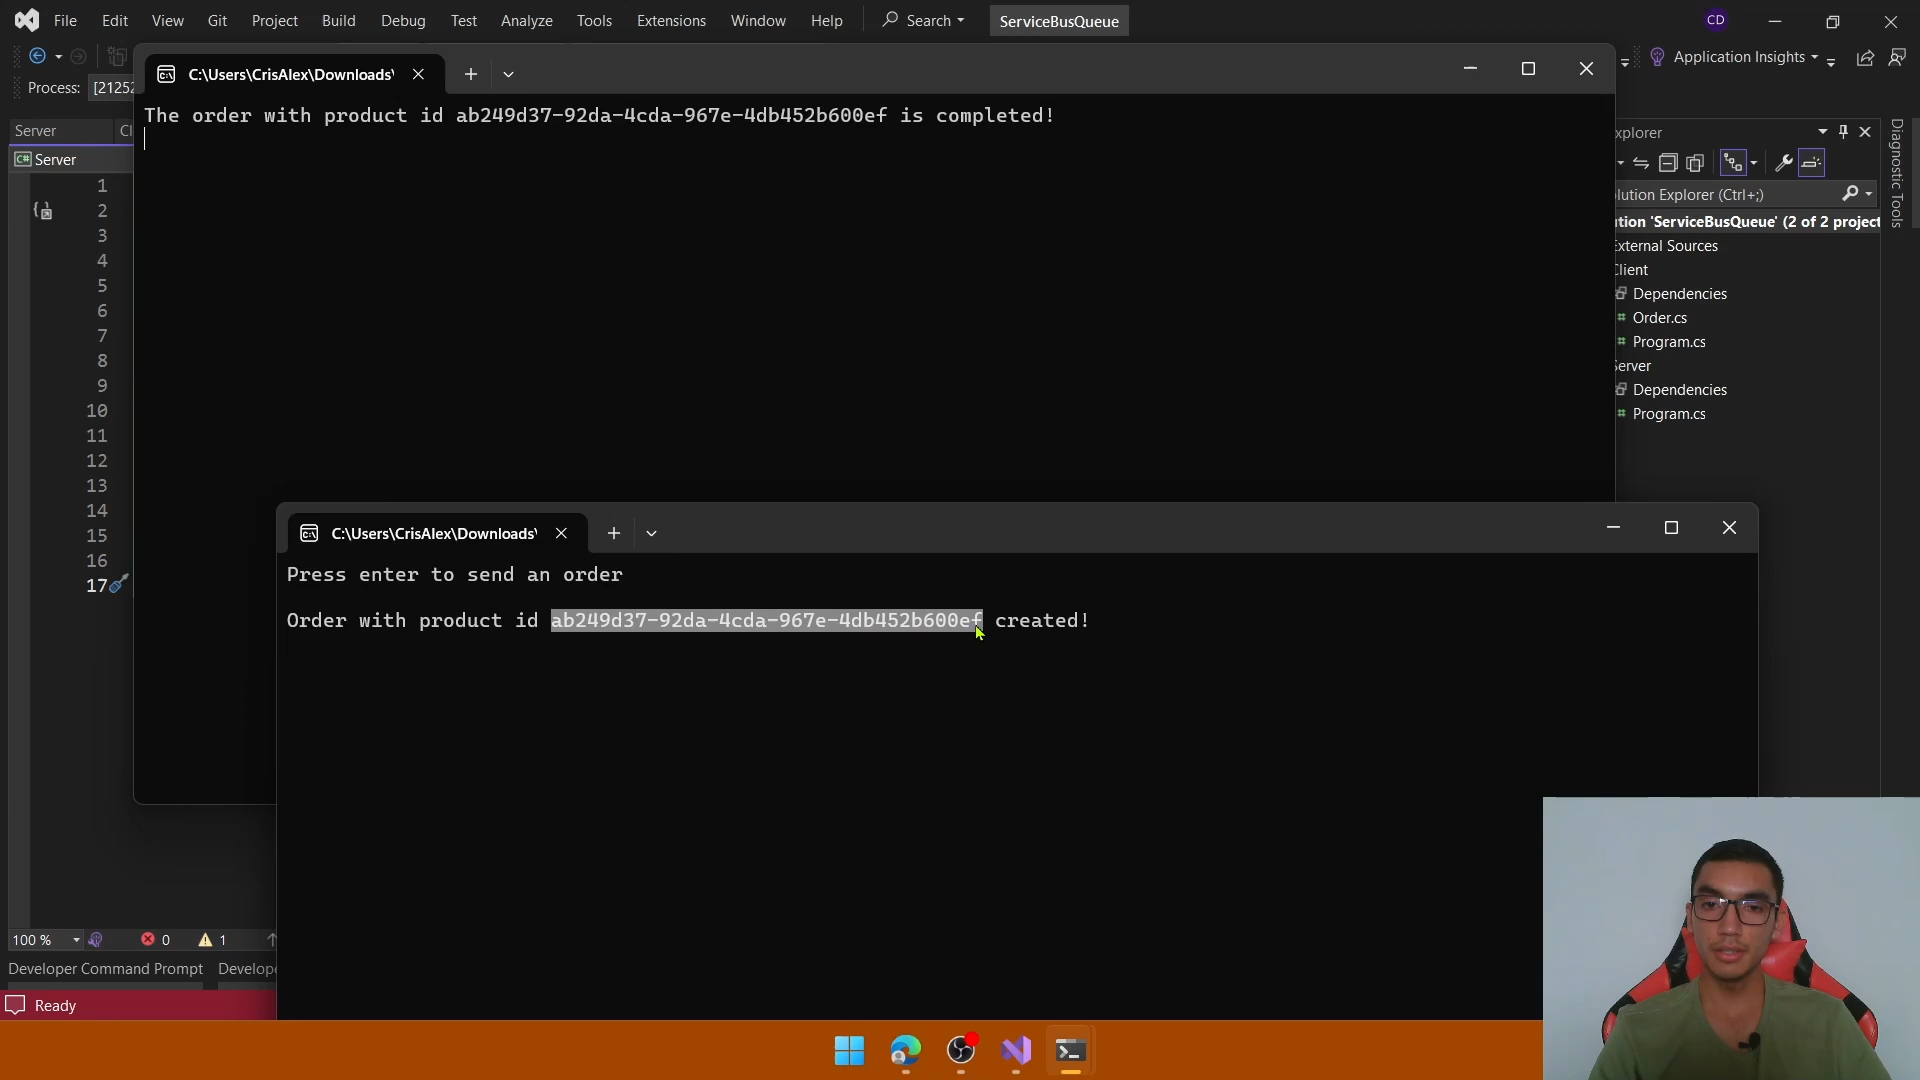 File Edit View Git Project Build Debug Test Analyze Tools Extensions Window Help Search ServiceBusQueue CD
Application Insights
Process: [21252
C:\Users\CrisAlex\Downloads\
The order with product id ab249d37-92da-4cda-967e-4db452b600ef is completed!
Server
Server
1
2
3
4
5
6
7
8
9
10
11
12
13
14
15
16
17
xplorer
lution Explorer (Ctrl+;)
ution 'ServiceBusQueue' (2 of 2 project
External Sources
Client
Dependencies
Order.cs
Program.cs
Server
Dependencies
Program.cs
Diagnostic Tools
C:\Users\CrisAlex\Downloads\
Press enter to send an order
Order with product id ab249d37-92da-4cda-967e-4db452b600ef created!
100 % 0 1
Developer Command Prompt Develop
Ready